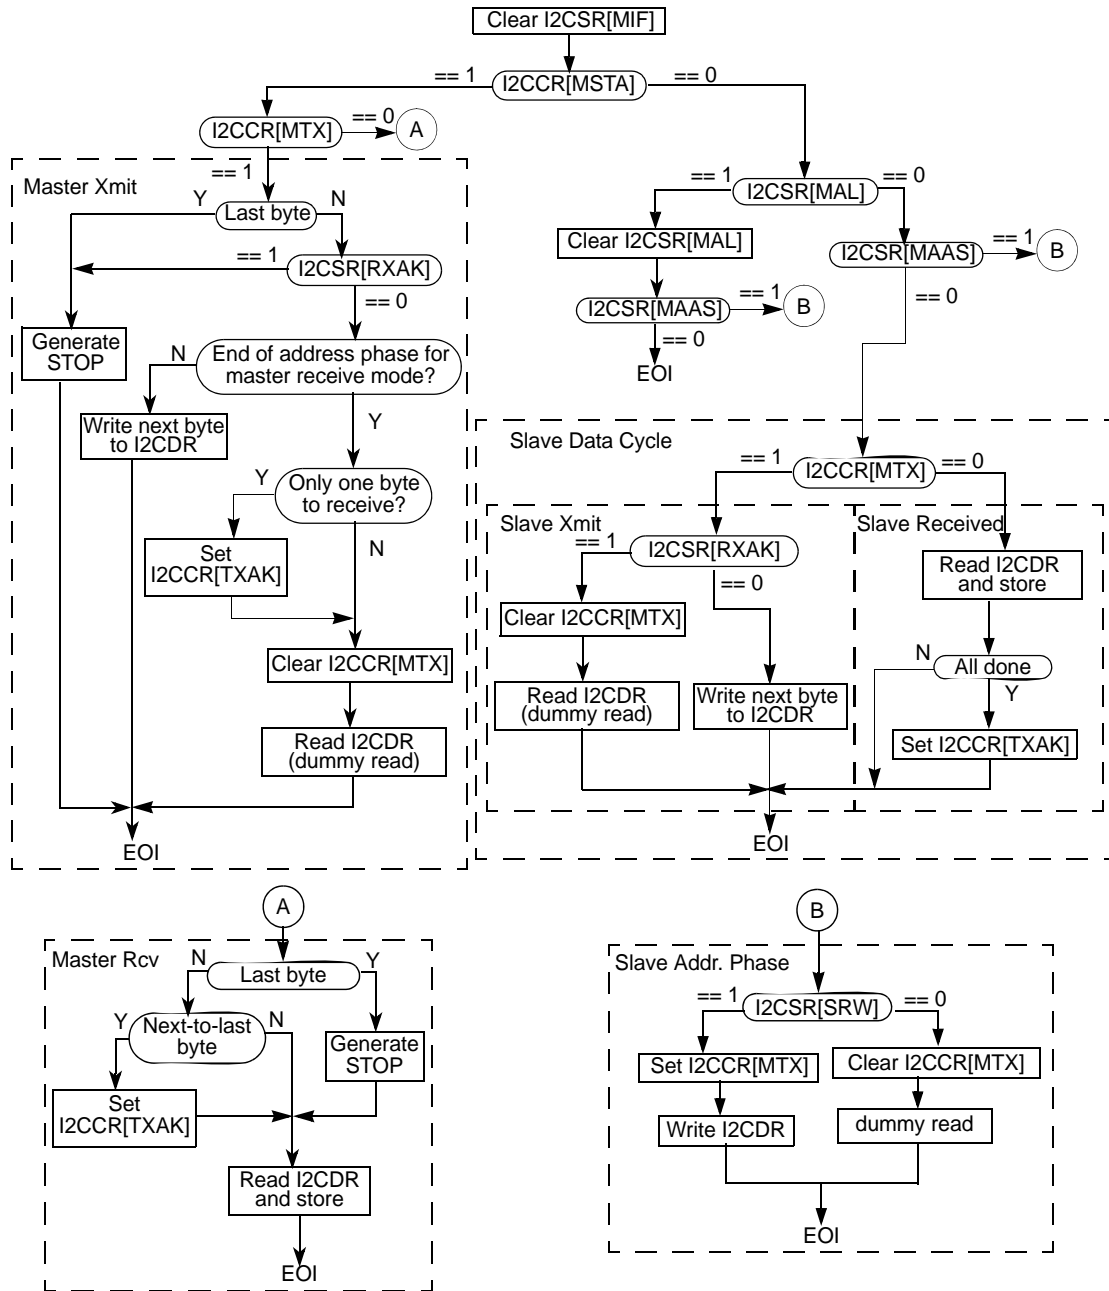 Clear I2CSR[MIF]
== 1
I2CCR[MSTA]
== 0
I2CCR[MTX]
== 0
A
== 1
Master Xmit
Y
Last byte
N
== 1
I2CSR[RXAK]
== 0
Generate
STOP
N
End of address phase for
master receive mode?
Write next byte
to I2CDR
Y
Y
Only one byte
to receive?
Set
I2CCR[TXAK]
N
Clear I2CCR[MTX]
Read I2CDR
(dummy read)
EOI
== 1
I2CSR[MAL]
== 0
Clear I2CSR[MAL]
I2CSR[MAAS]
== 1
B
== 0
EOI
I2CSR[MAAS]
== 1
B
== 0
Slave Data Cycle
== 1
I2CCR[MTX]
== 0
Slave Xmit
== 1
I2CSR[RXAK]
== 0
Clear I2CCR[MTX]
Read I2CDR
(dummy read)
Write next byte
to I2CDR
Slave Received
Read I2CDR
and store
N
All done
Y
Set I2CCR[TXAK]
EOI
A
Master Rcv
N
Last byte
Y
Y
Next-to-last
byte
N
Generate
STOP
Set
I2CCR[TXAK]
Read I2CDR
and store
EOI
B
Slave Addr. Phase
== 1
I2CSR[SRW]
== 0
Set I2CCR[MTX]
Clear I2CCR[MTX]
Write I2CDR
dummy read
EOI